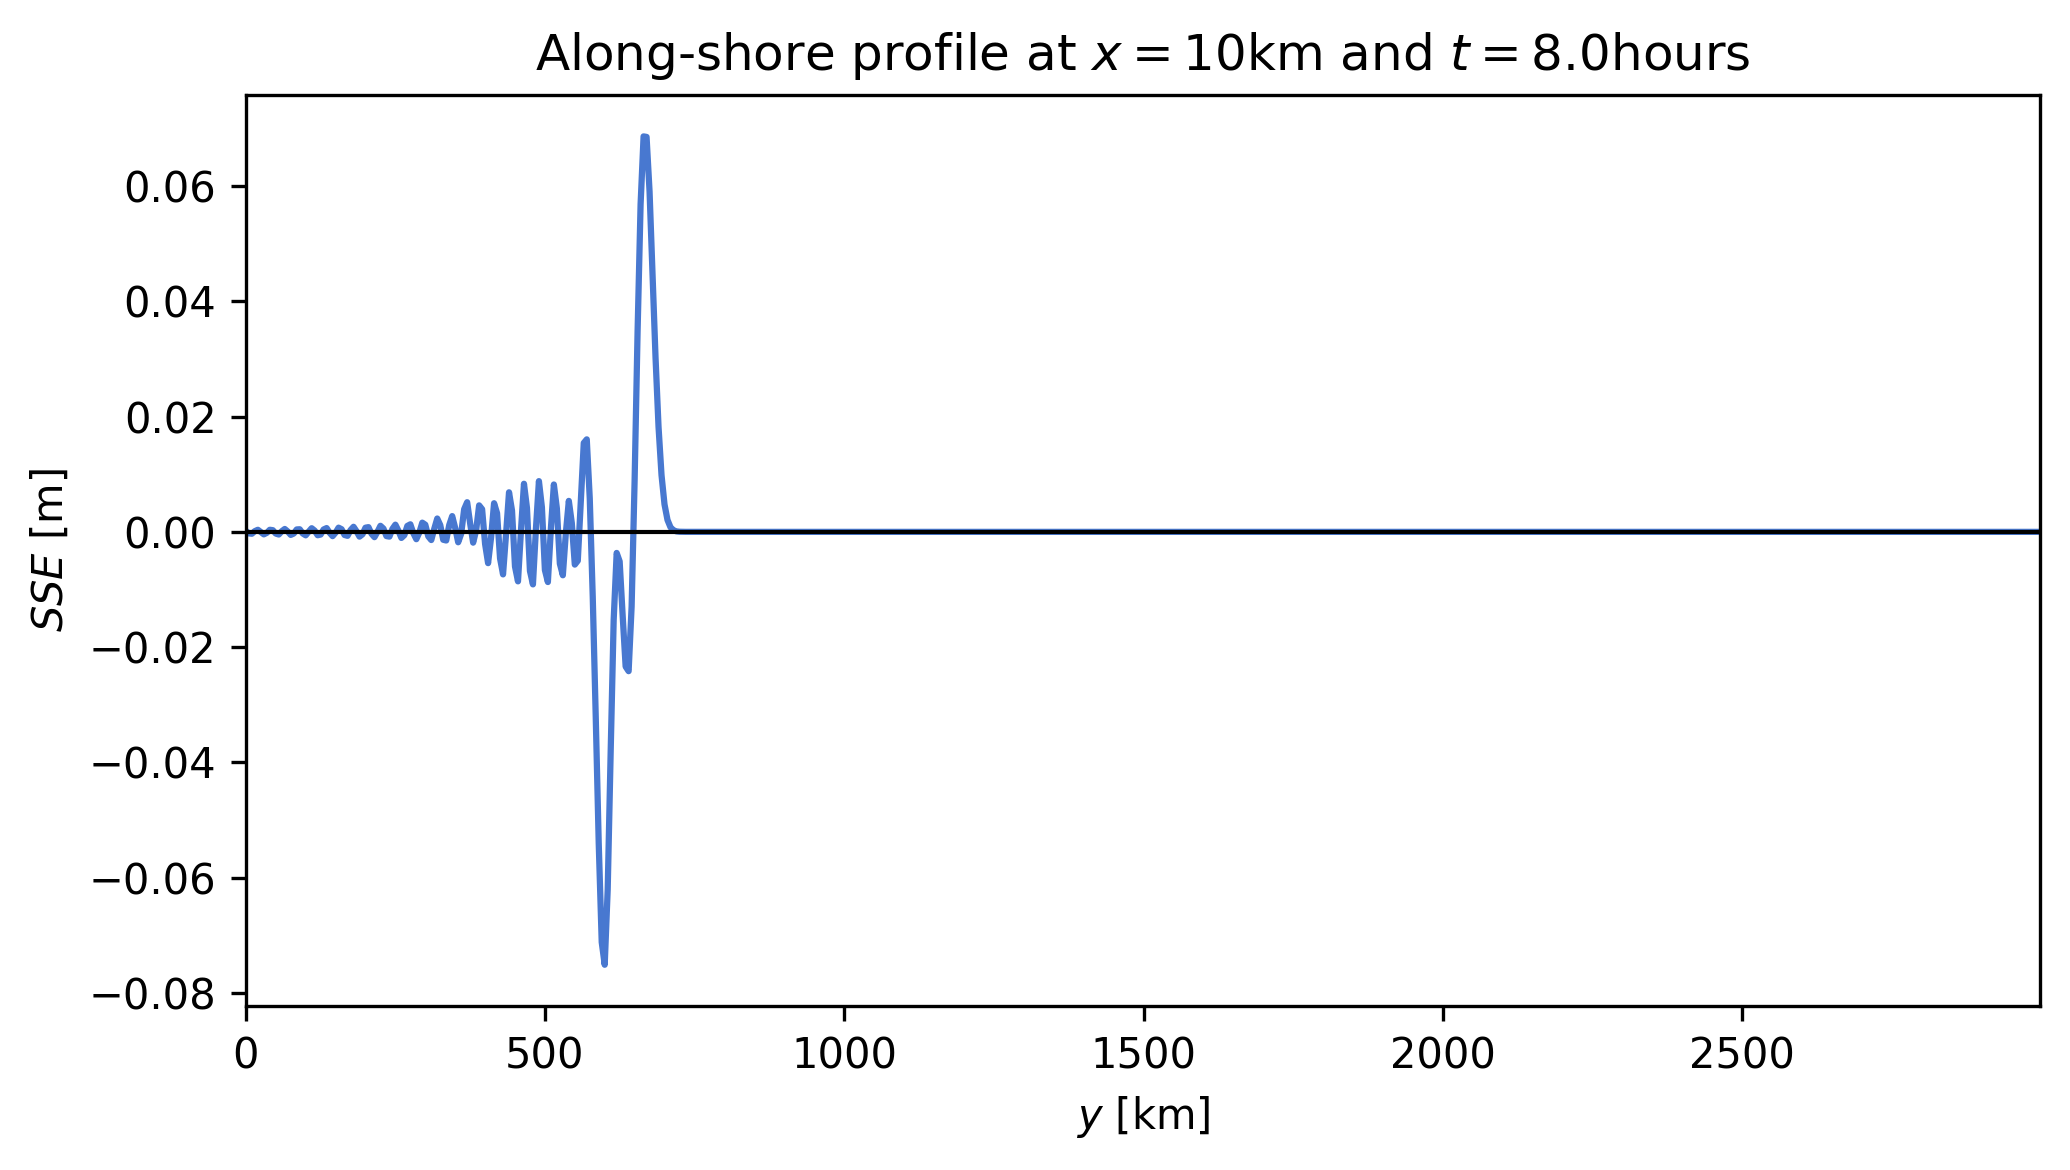 Along-shore profile at x = 10km and t = 8.0hours
SSE [m]
0.06
0.04
0.02
0.00
−0.02
−0.04
−0.06
−0.08
0 500 1000 1500 2000 2500
y [km]